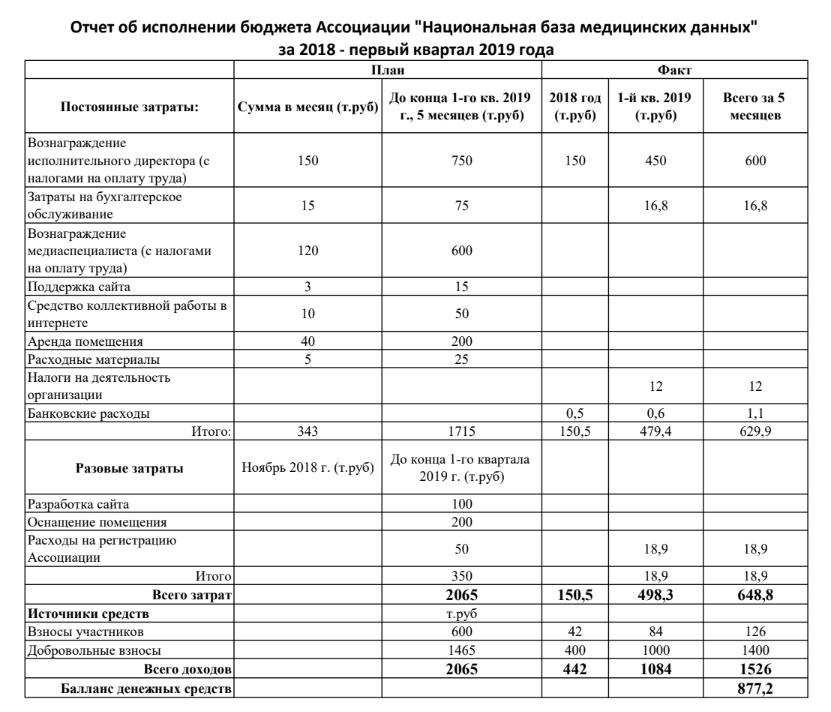 Отчет об исполнении бюджета Ассоциации "Национальная база медицинских данных"
за 2018 - первый квартал 2019 года
План Факт
Постоянные затраты: Сумма в месяц (т.руб) До конца 1-го кв. 2019 г., 5 месяцев (т.руб) 2018 год (т.руб) 1-й кв. 2019 (т.руб) Всего за 5 месяцев
Вознаграждение исполнительного директора (с налогами на оплату труда) 150 750 150 450 600
Затраты на бухгалтерское обслуживание 15 75 16,8 16,8
Вознаграждение медиаспециалиста (с налогами на оплату труда) 120 600
Поддержка сайта 3 15
Средство коллективной работы в интернете 10 50
Аренда помещения 40 200
Расходные материалы 5 25
Налоги на деятельность организации 12 12
Банковские расходы 0,5 0,6 1,1
Итого: 343 1715 150,5 479,4 629,9
Разовые затраты Ноябрь 2018 г. (т.руб) До конца 1-го квартала 2019 г. (т.руб)
Разработка сайта 100
Оснащение помещения 200
Расходы на регистрацию Ассоциации 50 18,9 18,9
Итого 350 18,9 18,9
Всего затрат 2065 150,5 498,3 648,8
Источники средств т.руб
Взносы участников 600 42 84 126
Добровольные взносы 1465 400 1000 1400
Всего доходов 2065 442 1084 1526
Балланс денежных средств 877,2